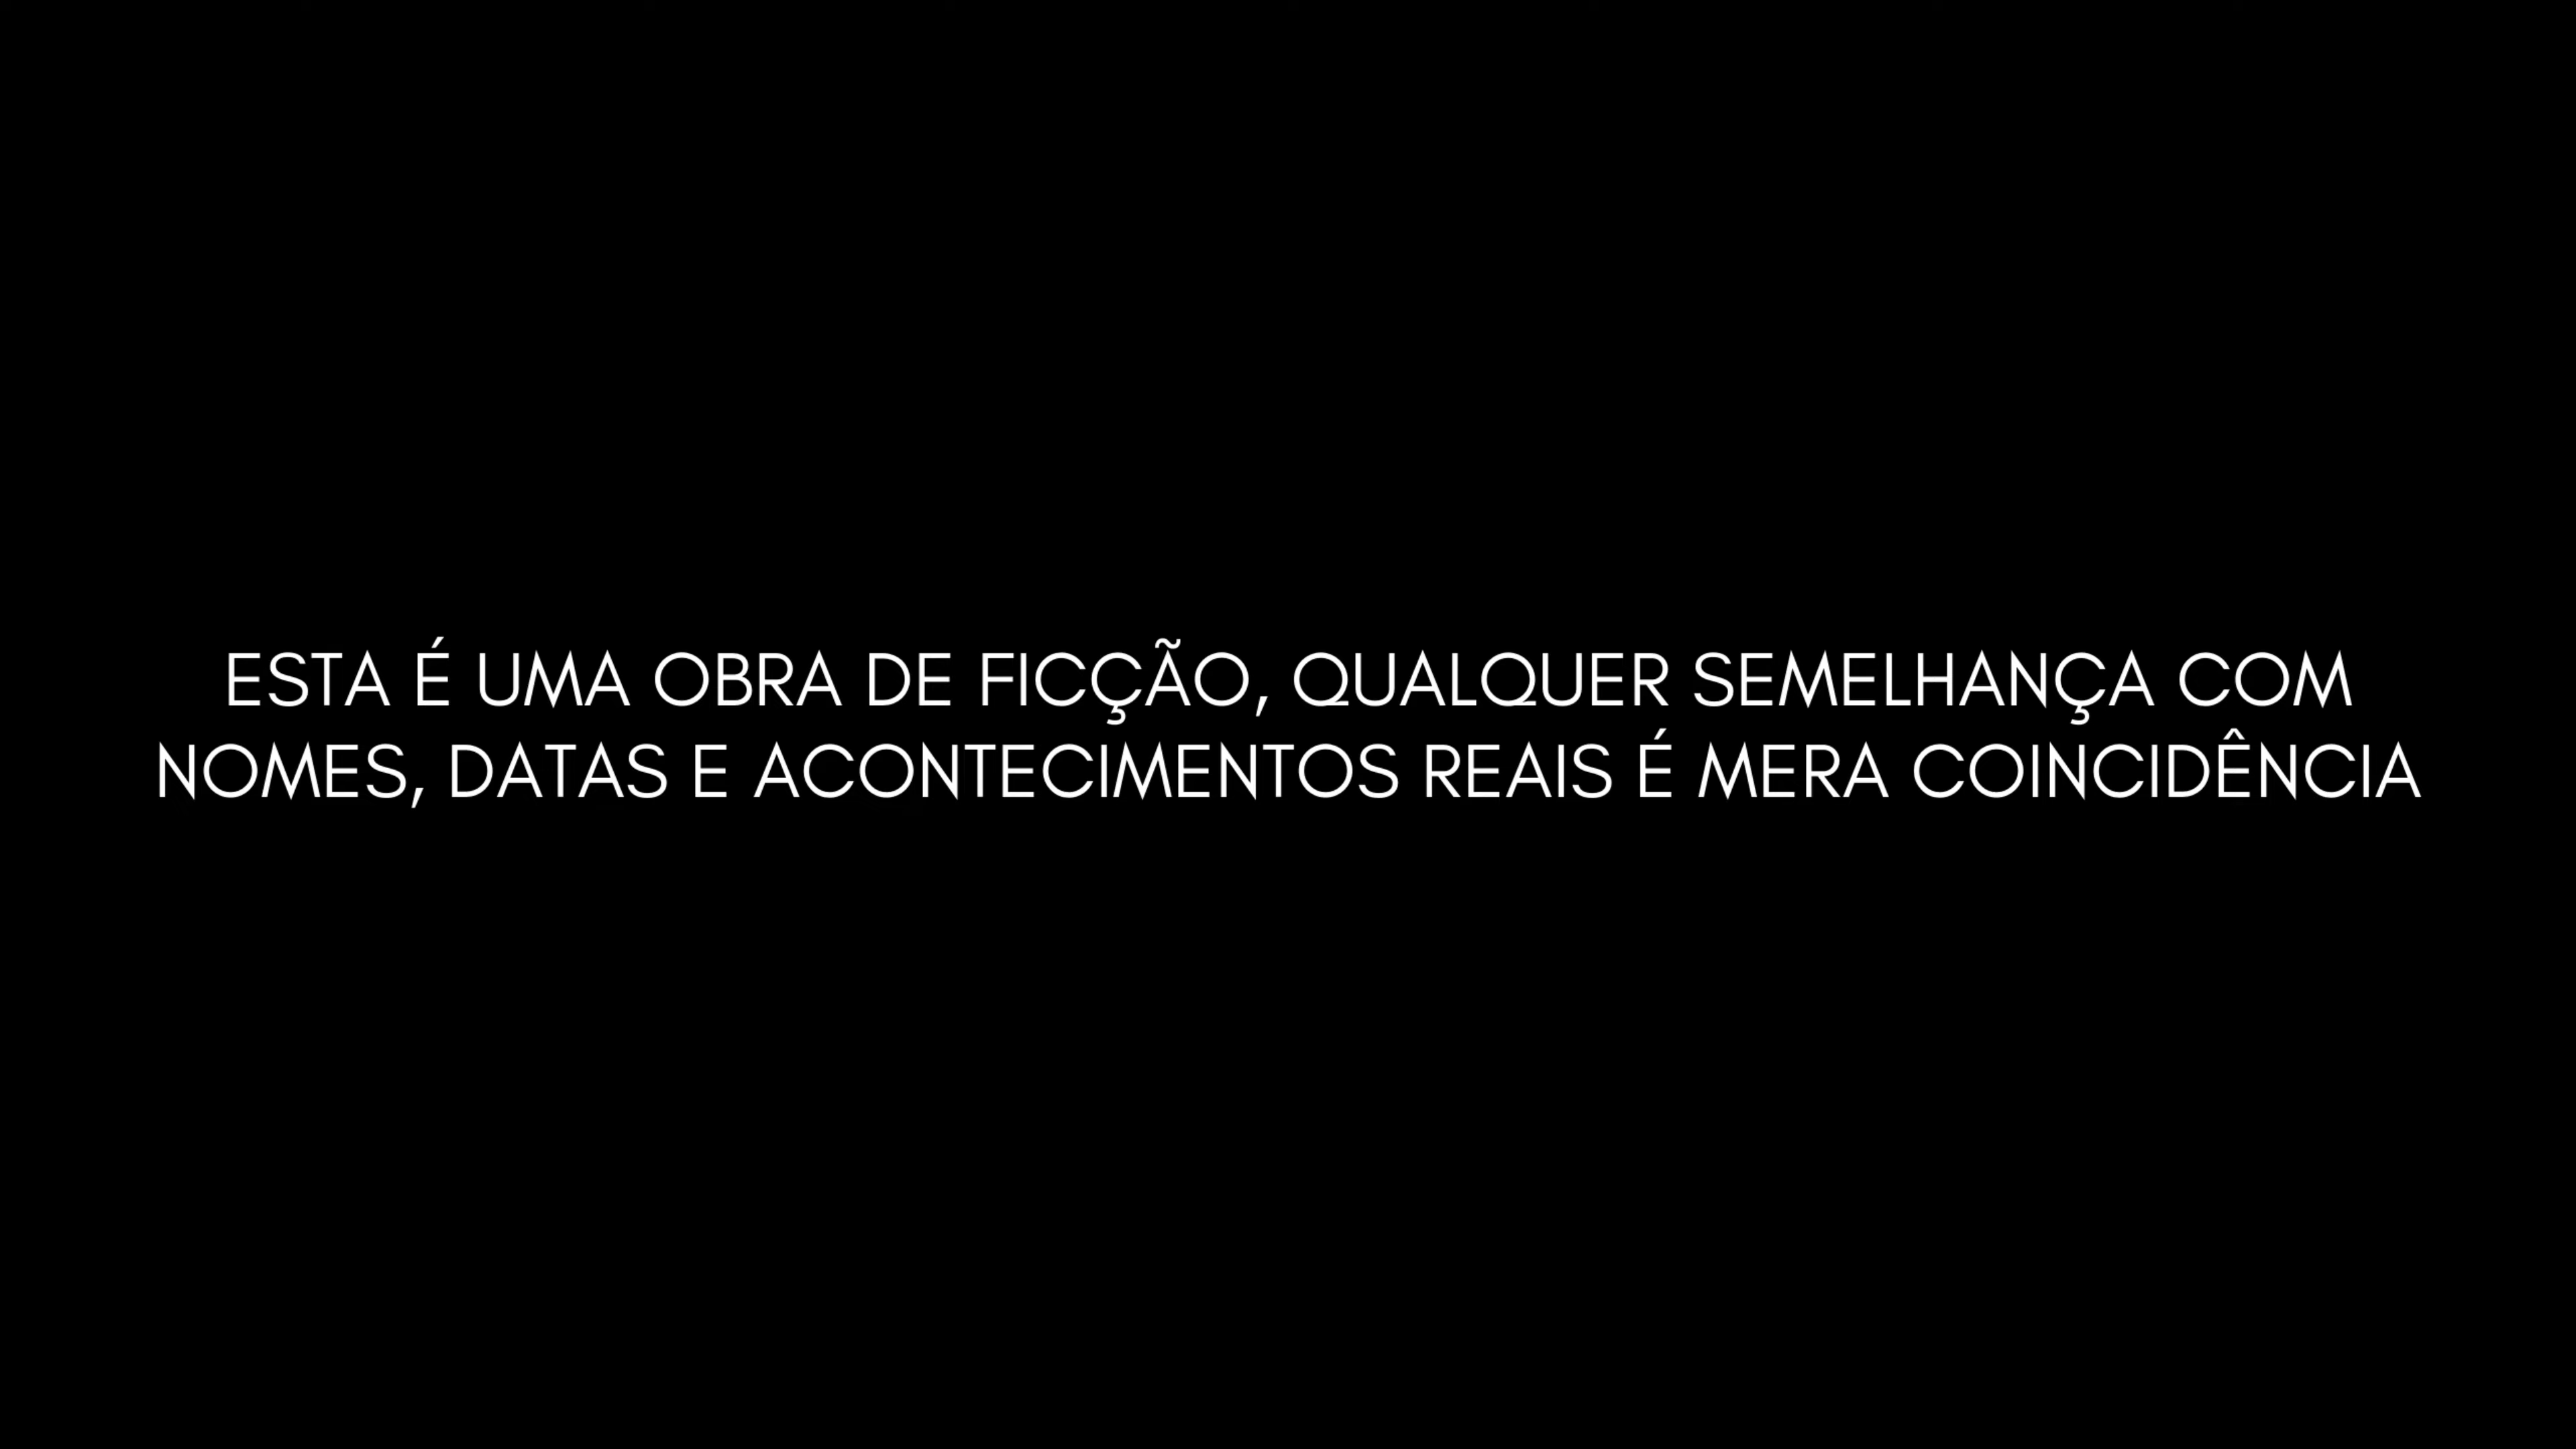 ESTA É UMA OBRA DE FICÇÃO, QUALQUER SEMELHANÇA COM
NOMES, DATAS E ACONTECIMENTOS REAIS É MERA COINCIDÊNCIA